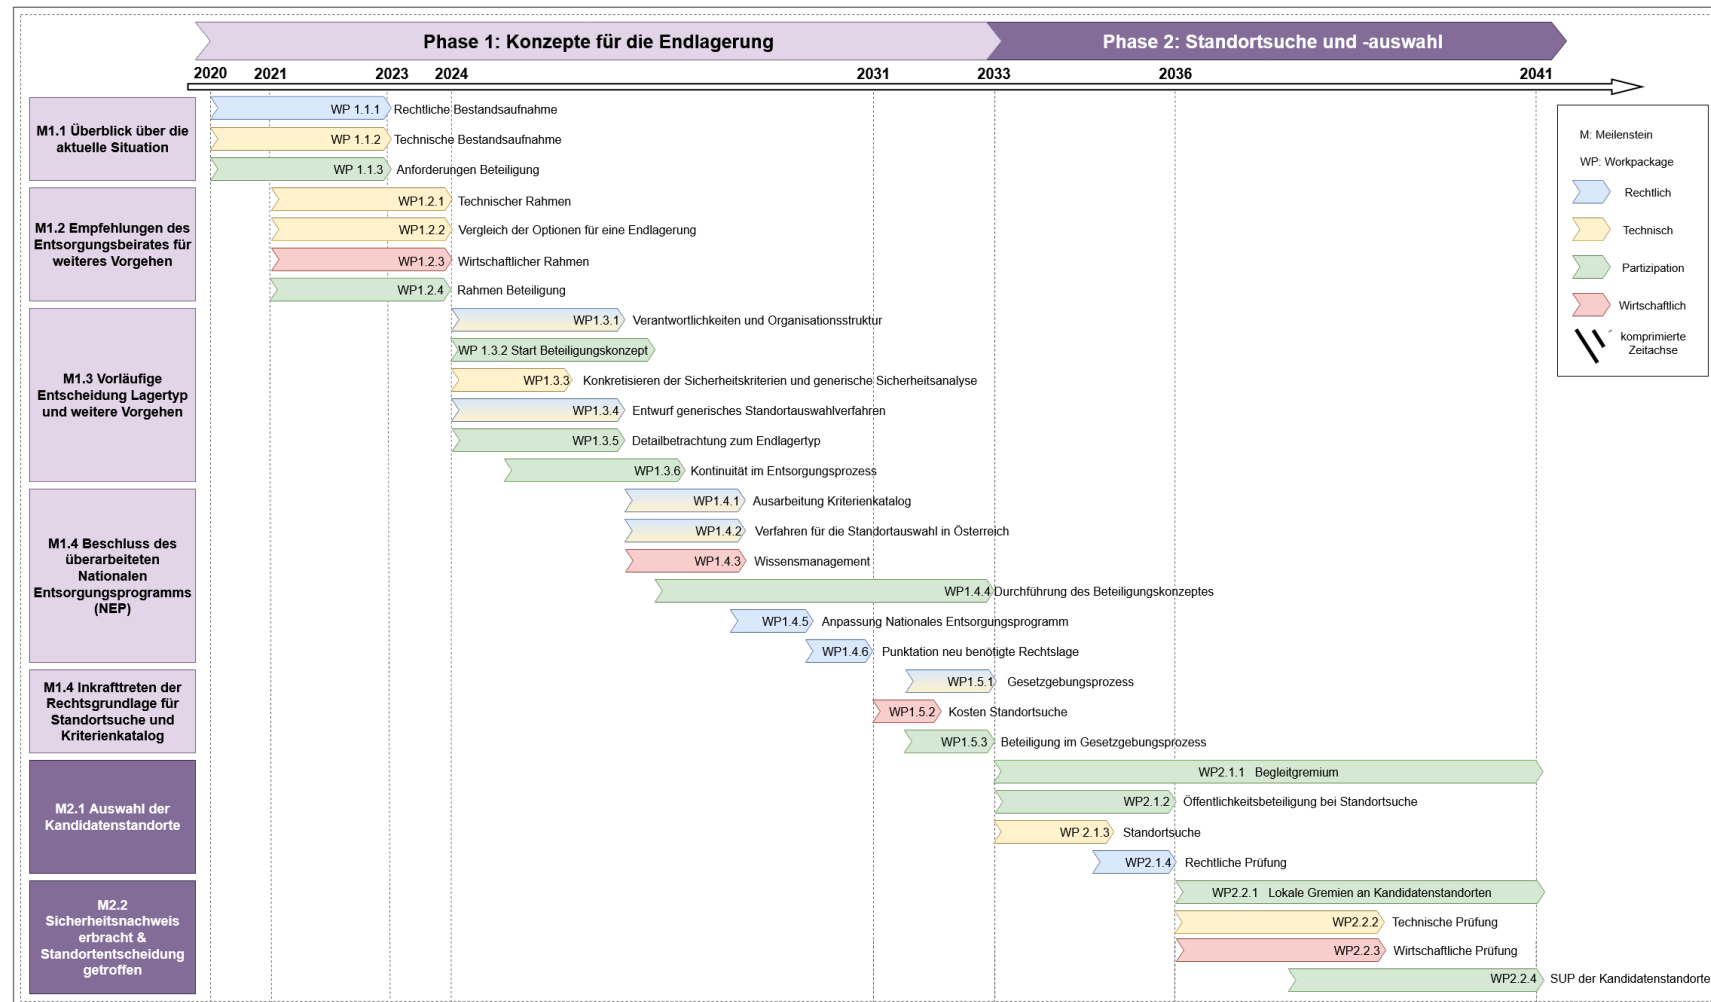 Phase 1: Konzepte für die Endlagerung
Phase 2: Standortsuche und -auswahl
2020 2021 2023 2024 2031 2033 2036 2041
M1.1 Überblick über die
aktuelle Situation
WP 1.1.1 Rechtliche Bestandsaufnahme
WP 1.1.2 Technische Bestandsaufnahme
WP 1.1.3 Anforderungen Beteiligung
M1.2 Empfehlungen des
Entsorgungsbeirates für
weiteres Vorgehen
WP1.2.1 Technischer Rahmen
WP1.2.2 Vergleich der Optionen für eine Endlagerung
WP1.2.3 Wirtschaftlicher Rahmen
WP1.2.4 Rahmen Beteiligung
M1.3 Vorläufige
Entscheidung Lagertyp
und weitere Vorgehen
WP1.3.1 Verantwortlichkeiten und Organisationsstruktur
WP 1.3.2 Start Beteiligungskonzept
WP1.3.3 Konkretisieren der Sicherheitskriterien und generische Sicherheitsanalyse
WP1.3.4 Entwurf generisches Standortauswahlverfahren
WP1.3.5 Detailbetrachtung zum Endlagertyp
WP1.3.6 Kontinuität im Entsorgungsprozess
M1.4 Beschluss des
überarbeiteten
Nationalen
Entsorgungsprogramms
(NEP)
WP1.4.1 Ausarbeitung Kriterienkatalog
WP1.4.2 Verfahren für die Standortauswahl in Österreich
WP1.4.3 Wissensmanagement
WP1.4.4 Durchführung des Beteiligungskonzeptes
WP1.4.5 Anpassung Nationales Entsorgungsprogramm
WP1.4.6 Punktation neu benötigte Rechtslage
M1.4 Inkrafttreten der
Rechtsgrundlage für
Standortsuche und
Kriterienkatalog
WP1.5.1 Gesetzgebungsprozess
WP1.5.2 Kosten Standortsuche
WP1.5.3 Beteiligung im Gesetzgebungsprozess
M2.1 Auswahl der
Kandidatenstandorte
WP2.1.1 Begleitgremium
WP2.1.2 Öffentlichkeitsbeteiligung bei Standortsuche
WP 2.1.3 Standortsuche
WP2.1.4 Rechtliche Prüfung
M2.2
Sicherheitsnachweis
erbracht &
Standortentscheidung
getroffen
WP2.2.1 Lokale Gremien an Kandidatenstandorten
WP2.2.2 Technische Prüfung
WP2.2.3 Wirtschaftliche Prüfung
WP2.2.4 SUP der Kandidatenstandorte
M: Meilenstein
WP: Workpackage
Rechtlich
Technisch
Partizipation
Wirtschaftlich
komprimierte
Zeitachse